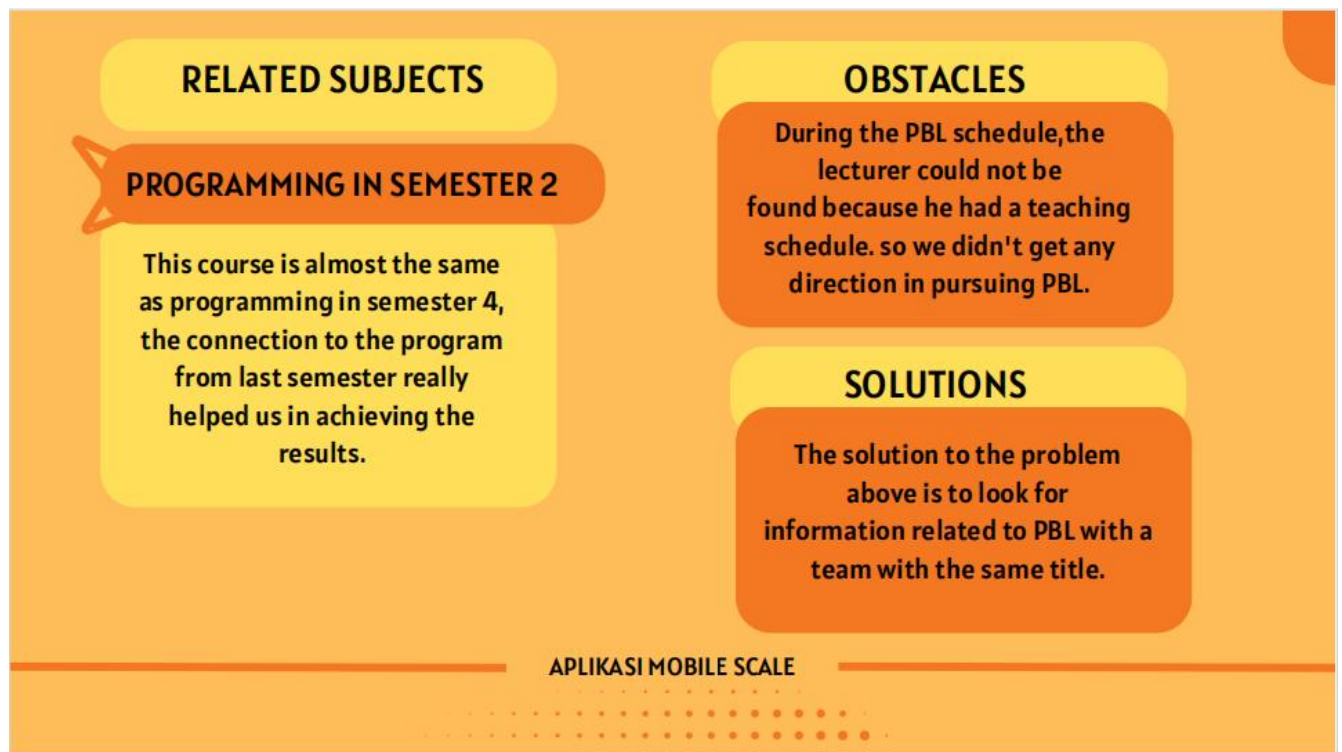 RELATED SUBJECTS
PROGRAMMING IN SEMESTER 2
This course is almost the same
as programming in semester 4,
the connection to the program
from last semester really
helped us in achieving the
results.
OBSTACLES
During the PBL schedule,the
lecturer could not be
found because he had a teaching
schedule. so we didn't get any
direction in pursuing PBL.
SOLUTIONS
The solution to the problem
above is to look for
information related to PBL with a
team with the same title.
APLIKASI MOBILE SCALE